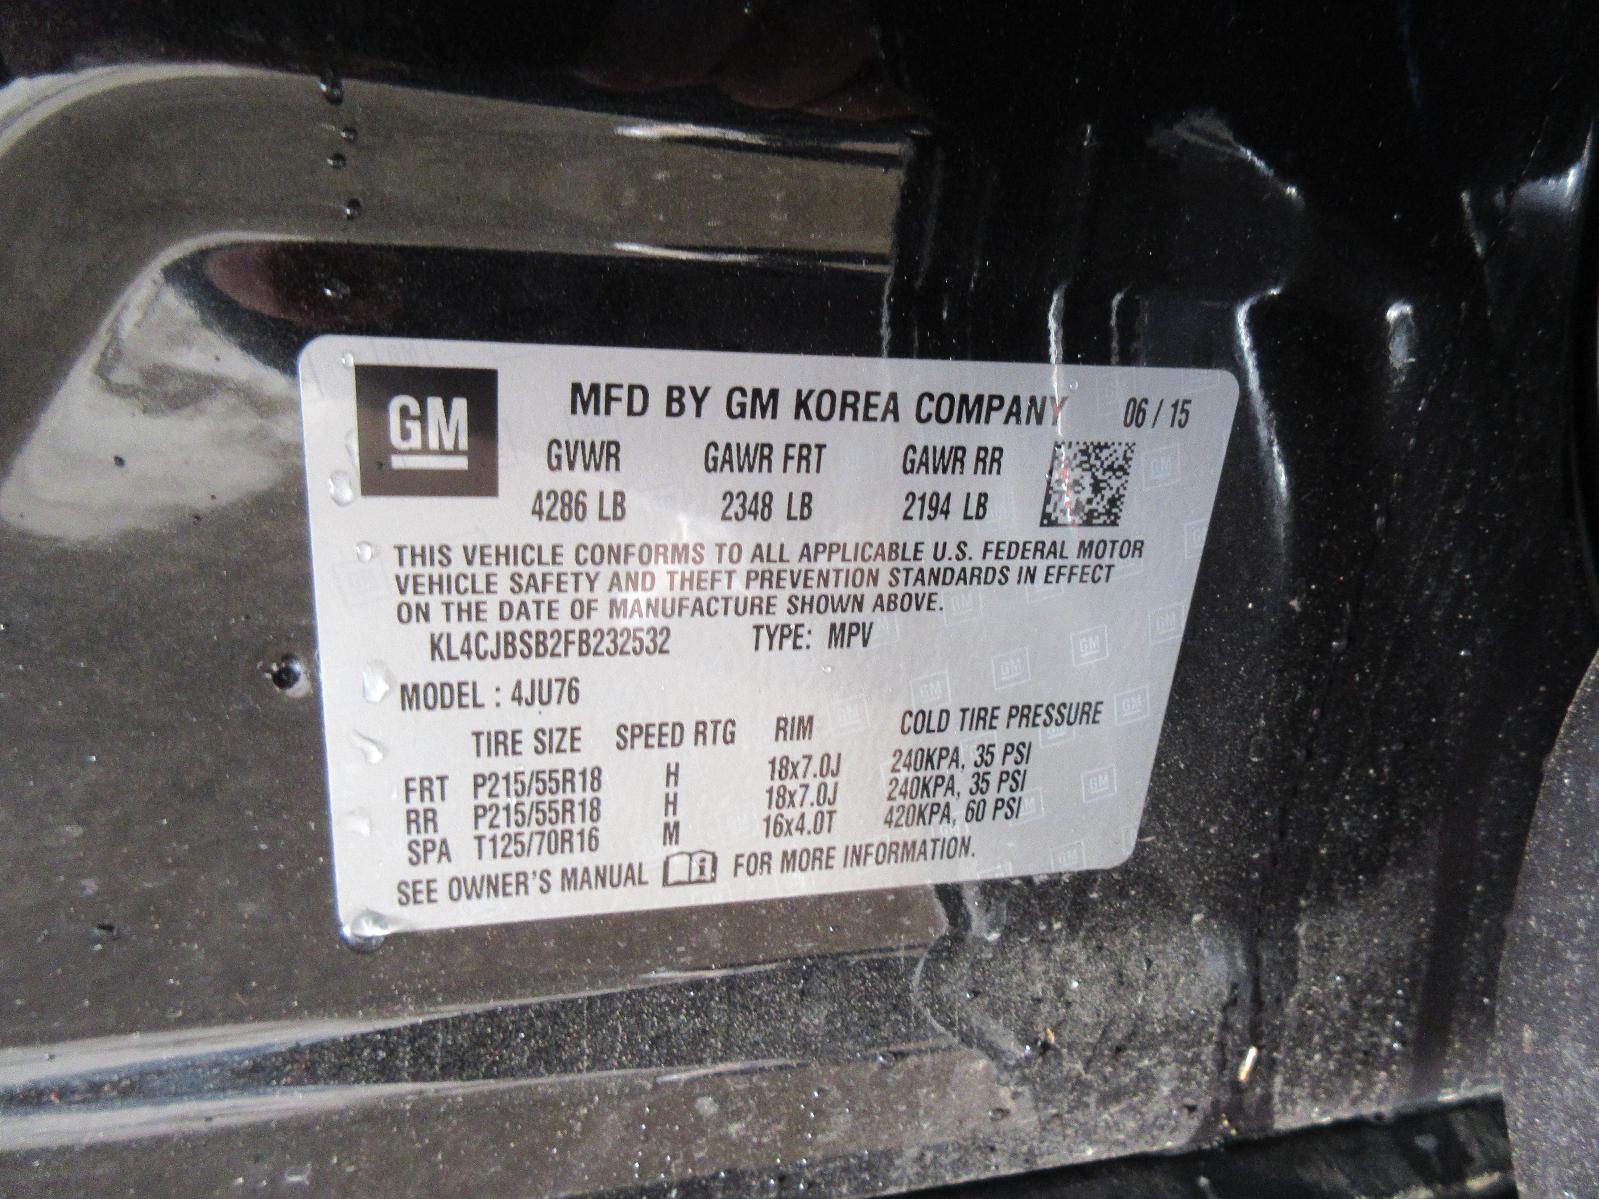 GM
MFD BY GM KOREA COMPANY 06 / 15
GVWR GAWR FRT GAWR RR
4286 LB 2348 LB 2194 LB
THIS VEHICLE CONFORMS TO ALL APPLICABLE U.S. FEDERAL MOTOR
VEHICLE SAFETY AND THEFT PREVENTION STANDARDS IN EFFECT
ON THE DATE OF MANUFACTURE SHOWN ABOVE.
KL4CJBSB2FB232532 TYPE: MPV
MODEL : 4JU76
TIRE SIZE SPEED RTG RIM COLD TIRE PRESSURE
FRT P215/55R18 H 18x7.0J 240KPA, 35 PSI
RR P215/55R18 H 18x7.0J 240KPA, 35 PSI
SPA T125/70R16 M 16x4.0T 420KPA, 60 PSI
SEE OWNER'S MANUAL FOR MORE INFORMATION.